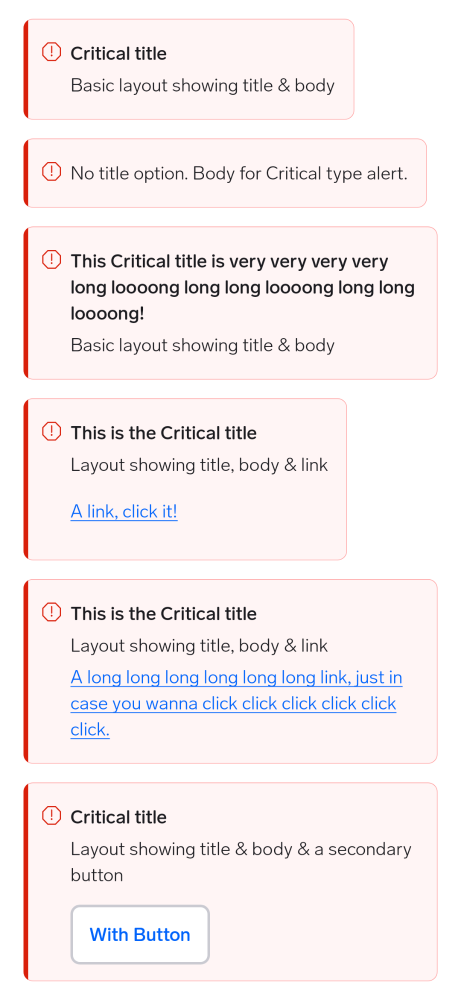 Critical title
Basic layout showing title & body
No title option. Body for Critical type alert.
This Critical title is very very very very
long loooong long long loooong long long
loooong!
Basic layout showing title & body
This is the Critical title
Layout showing title, body & link
A link, click it!
This is the Critical title
Layout showing title, body & link
A long long long long long long link, just in
case you wanna click click click click click
click.
Critical title
Layout showing title & body & a secondary
button
With Button